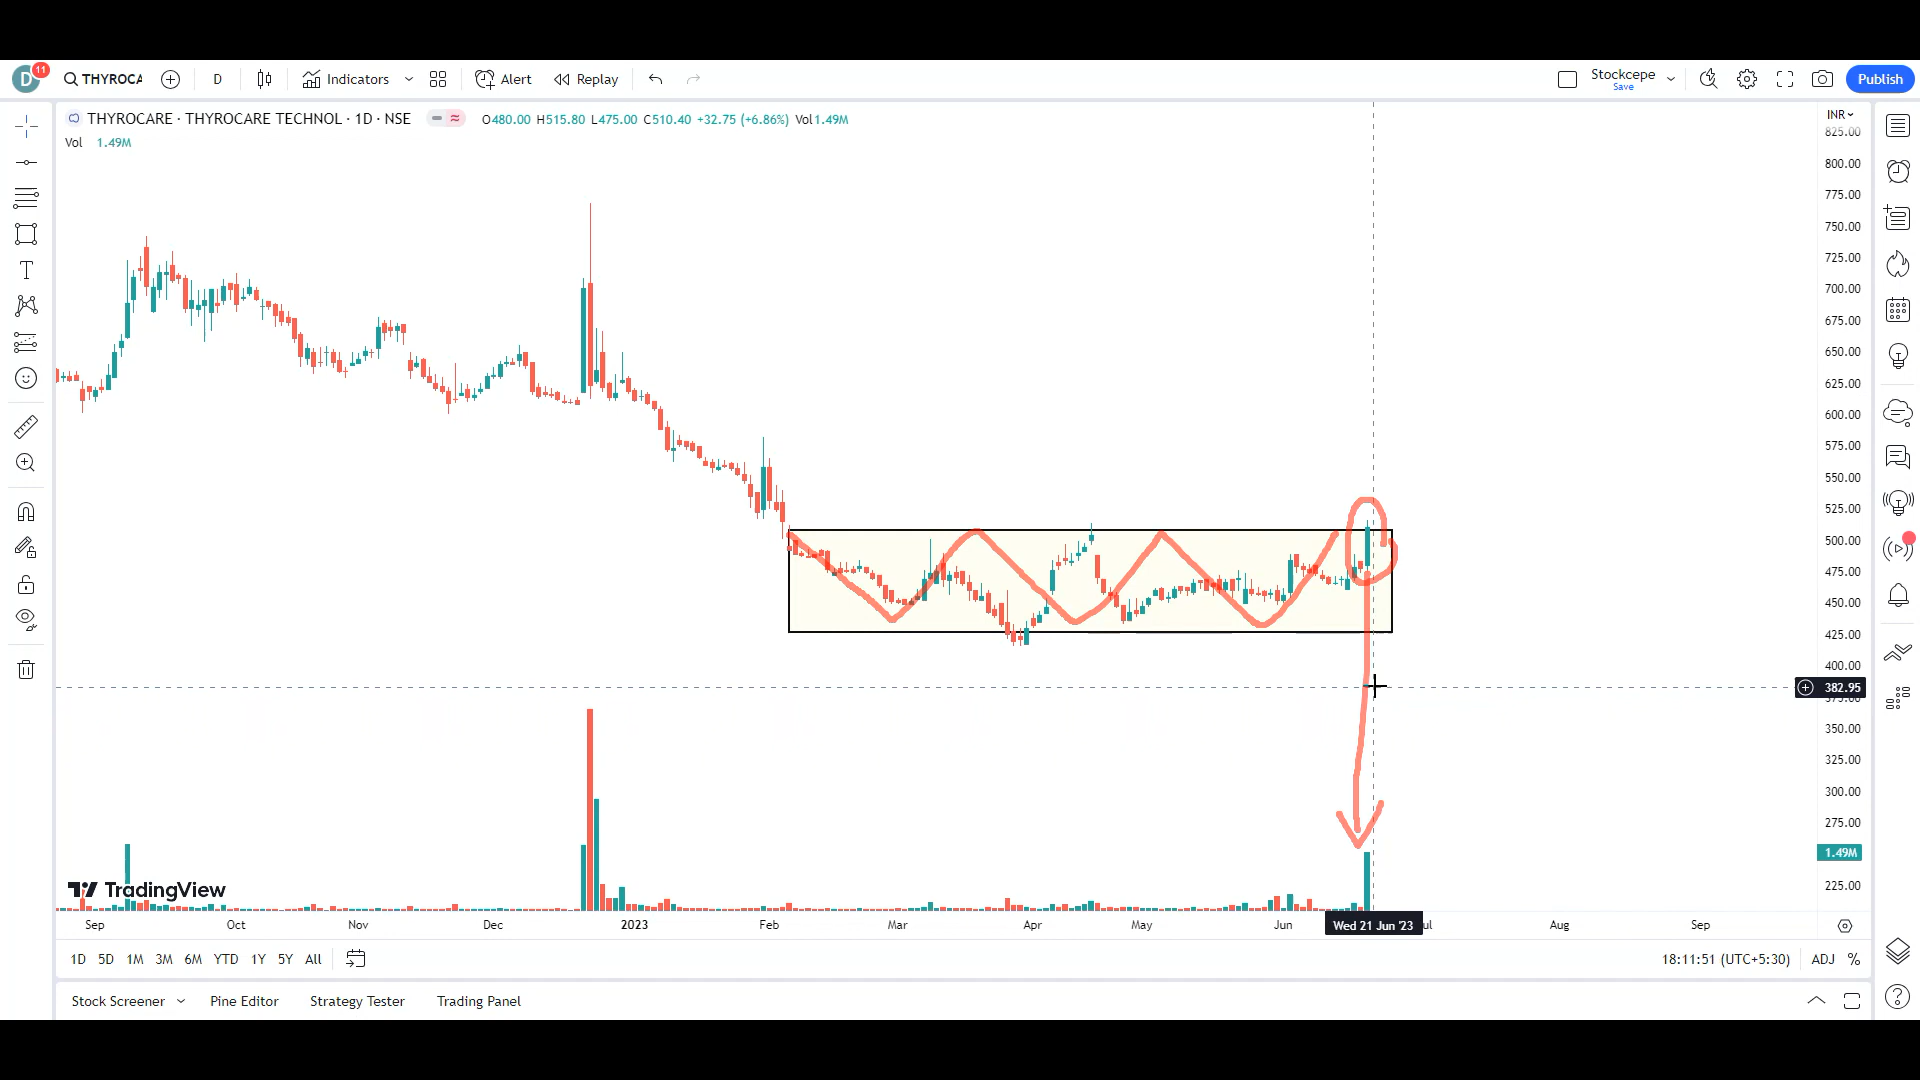 D 11 THYROCA D Indicators Alert Replay Stockcepe Save Publish
THYROCARE · THYROCARE TECHNOL · 1D · NSE O480.00 H515.80 L475.00 C510.40 +32.75 (+6.86%) Vol1.49M
Vol 1.49M
INR
825.00
800.00
775.00
750.00
725.00
700.00
675.00
650.00
625.00
600.00
575.00
550.00
525.00
500.00
475.00
450.00
425.00
400.00
382.95
350.00
325.00
300.00
275.00
1.49M
225.00
TradingView
Sep Oct Nov Dec 2023 Feb Mar Apr May Jun Wed 21 Jun '23 Aug Sep
1D 5D 1M 3M 6M YTD 1Y 5Y All 18:11:51 (UTC+5:30) ADJ %
Stock Screener Pine Editor Strategy Tester Trading Panel